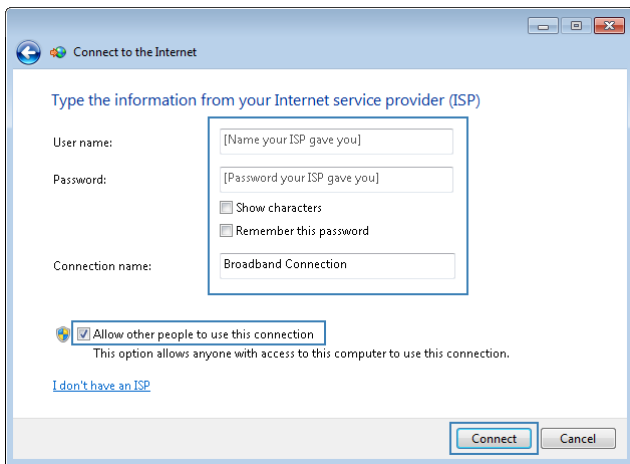 Connect to the Internet
Type the information from your Internet service provider (ISP)
User name: [Name your ISP gave you]
Password: [Password your ISP gave you]
Show characters
Remember this password
Connection name: Broadband Connection
Allow other people to use this connection
This option allows anyone with access to this computer to use this connection.
I don't have an ISP
Connect Cancel